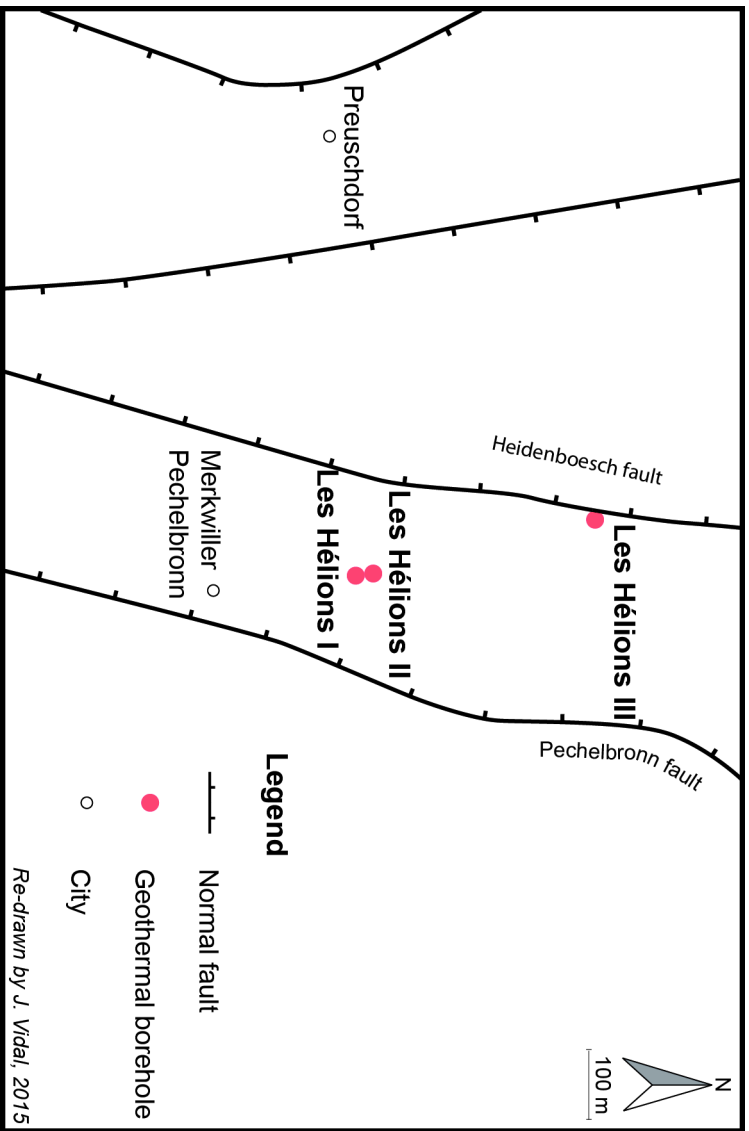 N
100 m
Preuschdorf
Heidenboesch fault
Les Hélions III
Les Hélions II
Les Hélions I
Merkwiller
Pechelbronn
Pechelbronn fault
Legend
Normal fault
Geothermal borehole
City
Re-drawn by J. Vidal, 2015